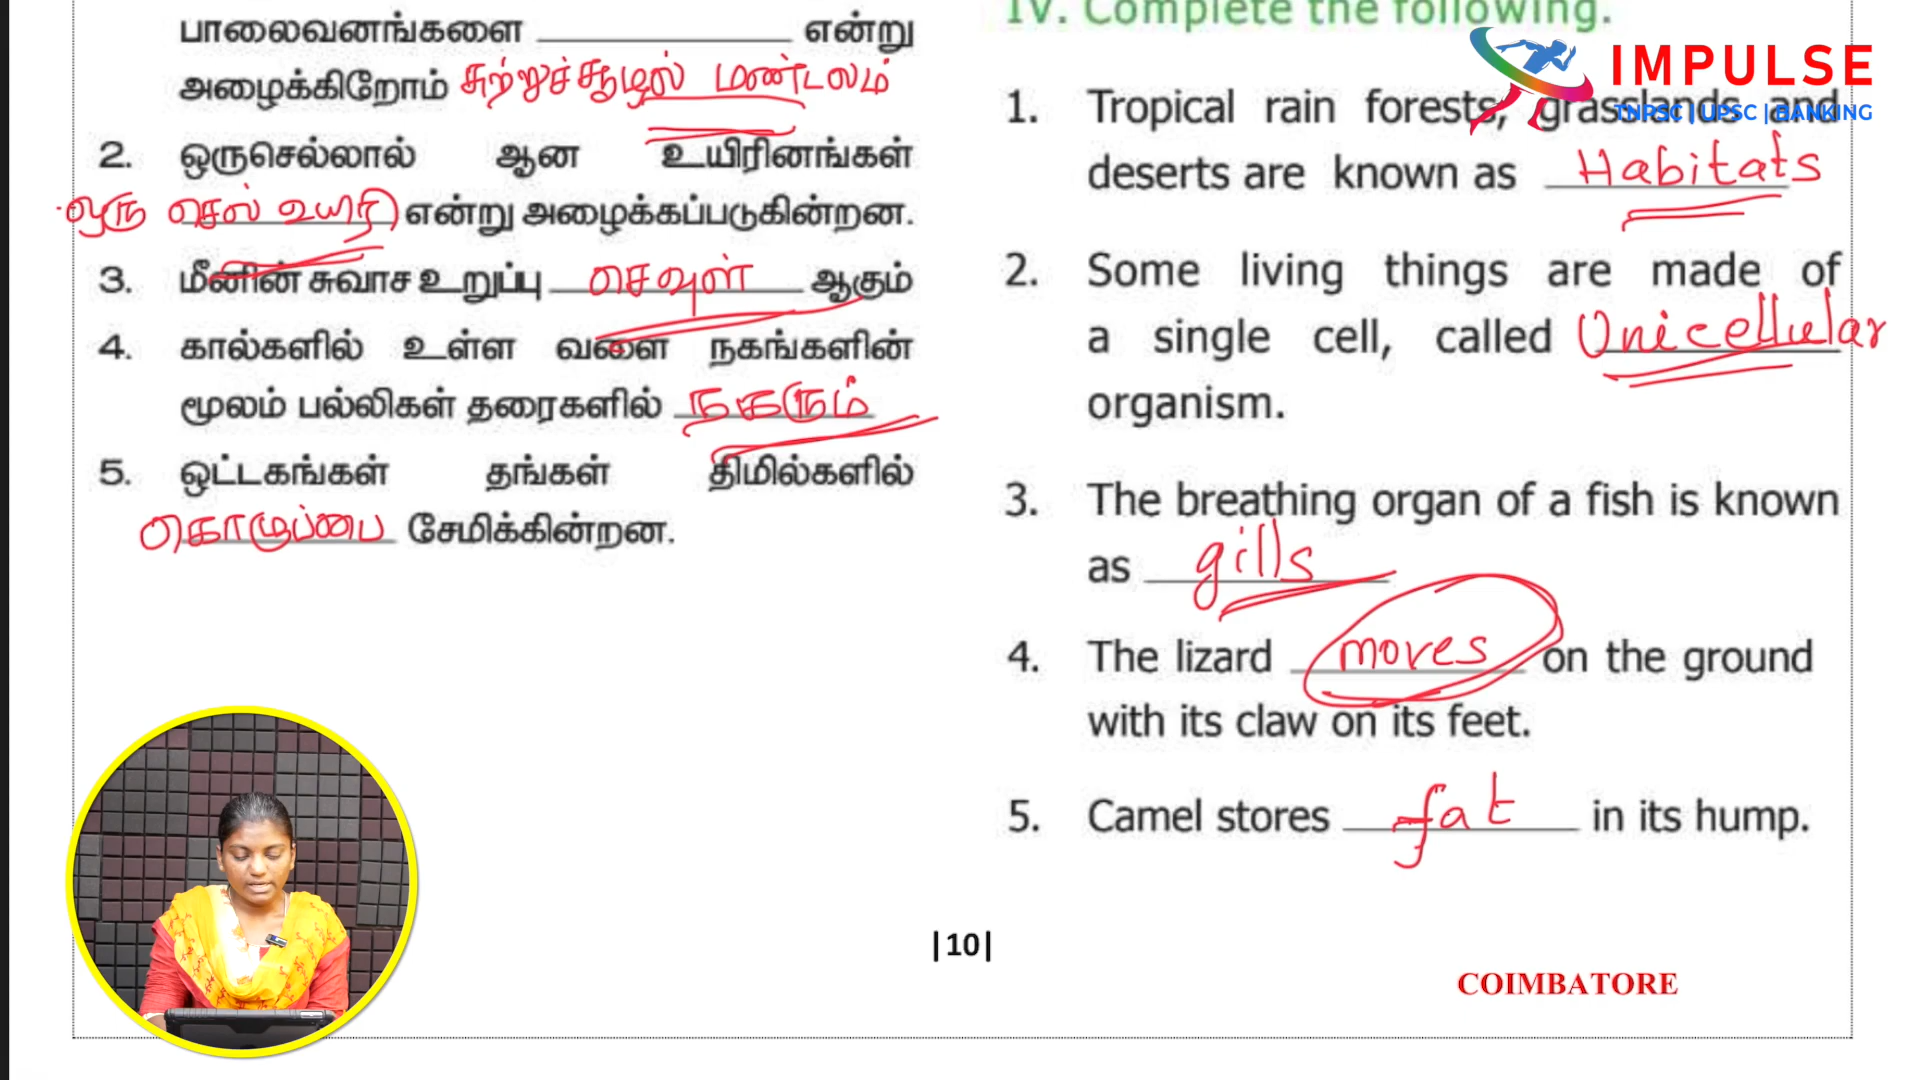 பாலைவனங்களை ____________ என்று
அழைக்கிறோம் சுற்றுச்சூழல் மண்டலம்
2. ஒருசெல்லால் ஆன உயிரினங்கள்
ஒரு செல் உயிரி என்று அழைக்கப்படுகின்றன.
3. மீனின் சுவாச உறுப்பு செவுள் ஆகும்
4. கால்களில் உள்ள வளை நகங்களின்
மூலம் பல்லிகள் தரைகளில் நகரும்
5. ஒட்டகங்கள் தங்கள் திமில்களில்
கொழுப்பை சேமிக்கின்றன.
IV. Complete the following.
IMPULSE
TNPSC | UPSC | BANKING
1. Tropical rain forests, grasslands and
deserts are known as Habitats
2. Some living things are made of
a single cell, called Unicellular
organism.
3. The breathing organ of a fish is known
as gills
4. The lizard moves on the ground
with its claw on its feet.
5. Camel stores fat in its hump.
|10|
COIMBATORE